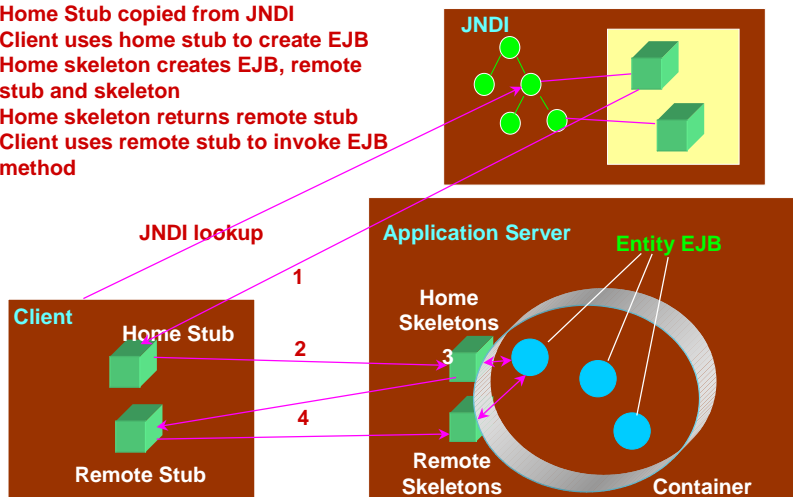 Home Stub copied from JNDI
Client uses home stub to create EJB
Home skeleton creates EJB, remote
stub and skeleton
Home skeleton returns remote stub
Client uses remote stub to invoke EJB
method
JNDI
JNDI lookup
Application Server
Entity EJB
1
Client
Home Stub
Home
Skeletons
2
3
4
Remote Stub
Remote
Skeletons
Container